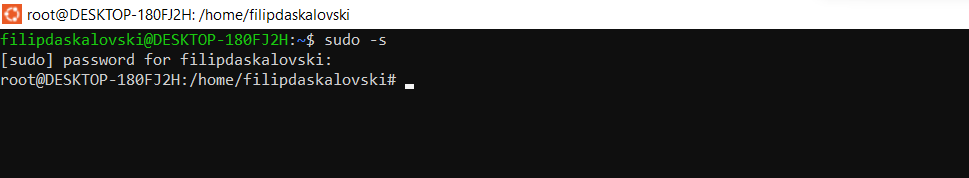 root@DESKTOP-180FJ2H: /home/filipdaskalovski
filipdaskalovski@DESKTOP-180FJ2H:~$ sudo -s
[sudo] password for filipdaskalovski:
root@DESKTOP-180FJ2H:/home/filipdaskalovski#